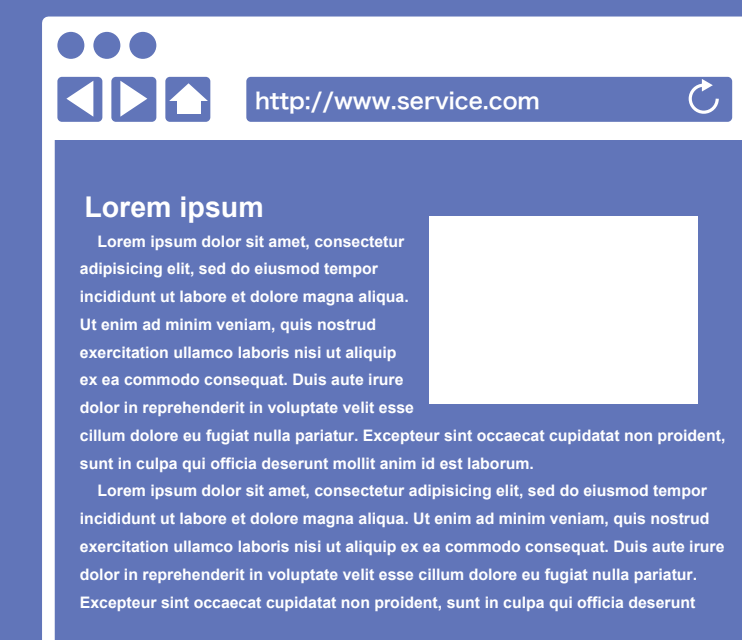 http://www.service.com
Lorem ipsum
Lorem ipsum dolor sit amet, consectetur
adipisicing elit, sed do eiusmod tempor
incididunt ut labore et dolore magna aliqua.
Ut enim ad minim veniam, quis nostrud
exercitation ullamco laboris nisi ut aliquip
ex ea commodo consequat. Duis aute irure
dolor in reprehenderit in voluptate velit esse
cillum dolore eu fugiat nulla pariatur. Excepteur sint occaecat cupidatat non proident,
sunt in culpa qui officia deserunt mollit anim id est laborum.
Lorem ipsum dolor sit amet, consectetur adipisicing elit, sed do eiusmod tempor
incididunt ut labore et dolore magna aliqua. Ut enim ad minim veniam, quis nostrud
exercitation ullamco laboris nisi ut aliquip ex ea commodo consequat. Duis aute irure
dolor in reprehenderit in voluptate velit esse cillum dolore eu fugiat nulla pariatur.
Excepteur sint occaecat cupidatat non proident, sunt in culpa qui officia deserunt